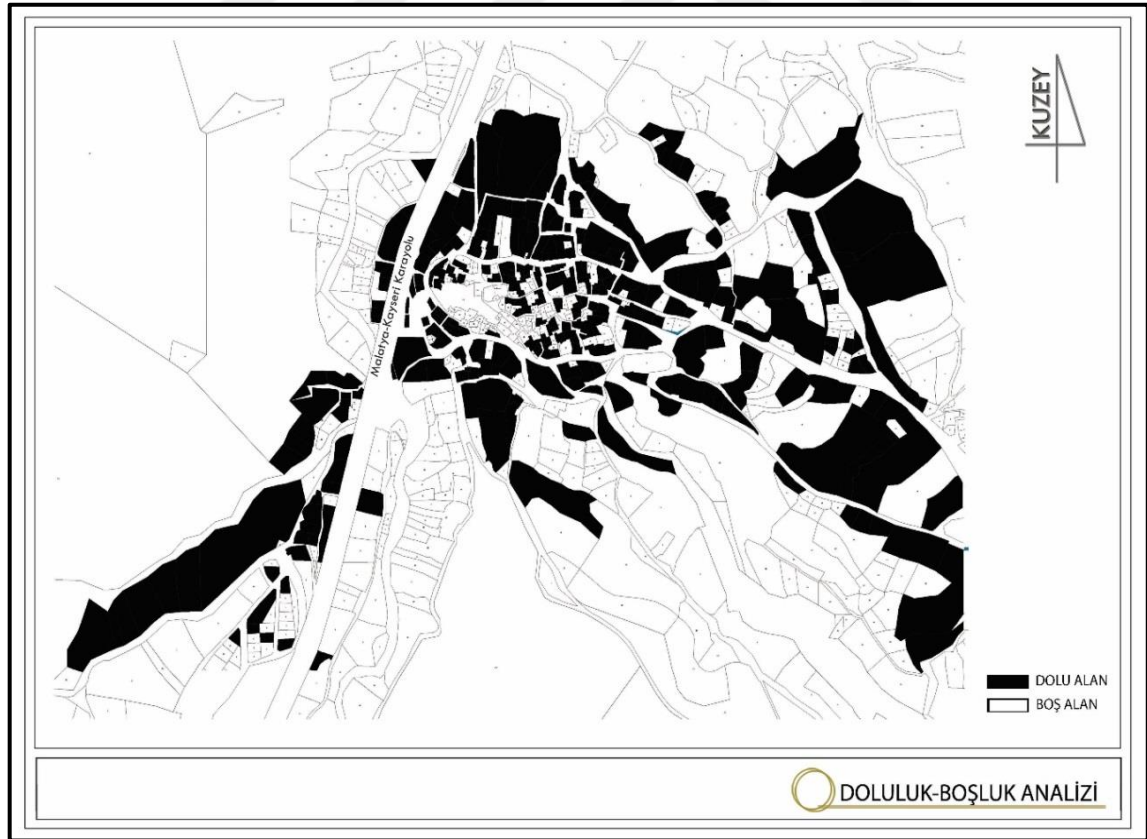 KUZEY
Malatya-Kayseri Karayolu
DOLU ALAN
BOŞ ALAN
DOLULUK-BOŞLUK ANALİZİ